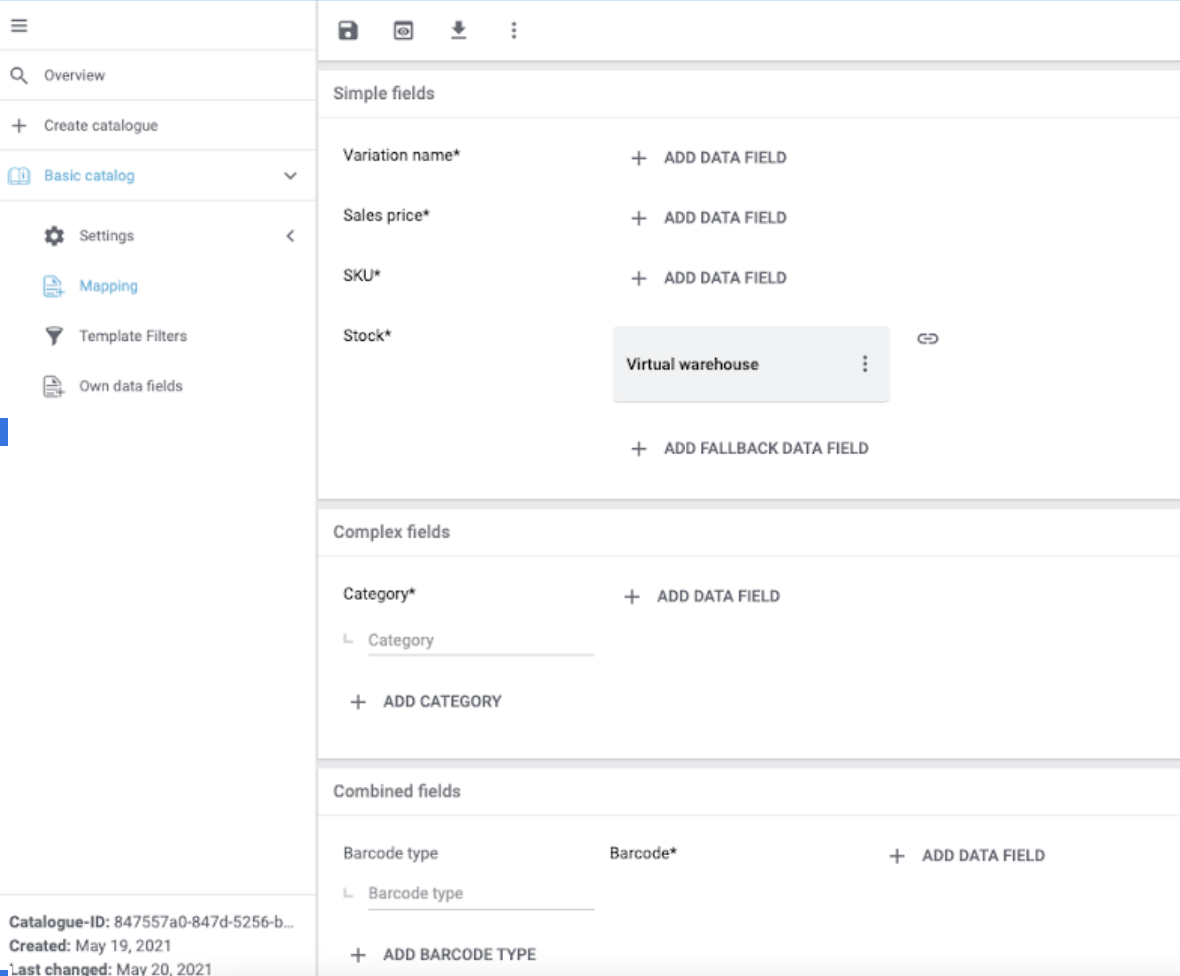 Overview
Create catalogue
Basic catalog
Settings
Mapping
Template Filters
Own data fields
Catalogue-ID: 847557a0-847d-5256-b...
Created: May 19, 2021
Last changed: May 20, 2021
Simple fields
Variation name*
ADD DATA FIELD
Sales price*
ADD DATA FIELD
SKU*
ADD DATA FIELD
Stock*
Virtual warehouse
ADD FALLBACK DATA FIELD
Complex fields
Category*
ADD DATA FIELD
Category
ADD CATEGORY
Combined fields
Barcode type
Barcode*
ADD DATA FIELD
Barcode type
ADD BARCODE TYPE